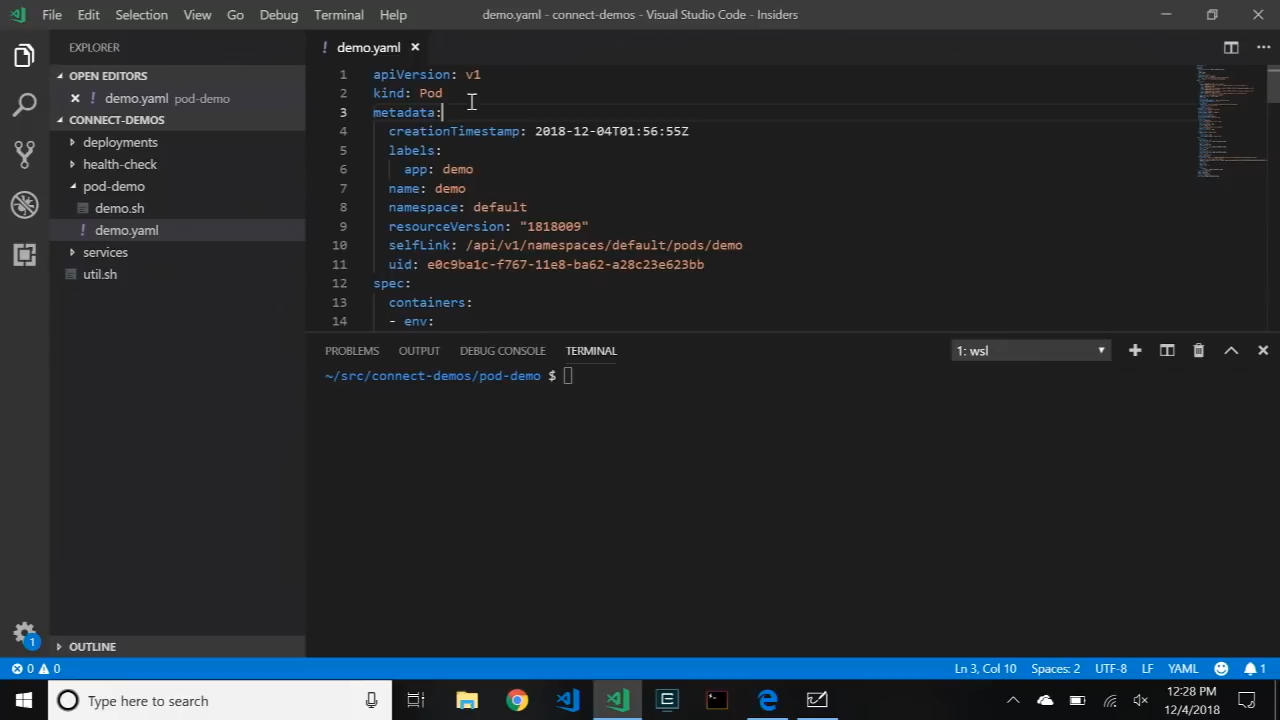 File Edit Selection View Go Debug Terminal Help
demo.yaml - connect-demos - Visual Studio Code - Insiders
EXPLORER
OPEN EDITORS
demo.yaml pod-demo
CONNECT-DEMOS
deployments
health-check
pod-demo
demo.sh
demo.yaml
services
util.sh
OUTLINE
1
demo.yaml
1 apiVersion: v1
2 kind: Pod
3 metadata:
4 creationTimestamp: 2018-12-04T01:56:55Z
5 labels:
6 app: demo
7 name: demo
8 namespace: default
9 resourceVersion: "1818009"
10 selfLink: /api/v1/namespaces/default/pods/demo
11 uid: e0c9ba1c-f767-11e8-ba62-a28c23e623bb
12 spec:
13 containers:
14 - env:
PROBLEMS OUTPUT DEBUG CONSOLE TERMINAL
1: wsl
~/src/connect-demos/pod-demo $
0 0
Ln 3, Col 10 Spaces: 2 UTF-8 LF YAML 1
Type here to search
12:28 PM
12/4/2018